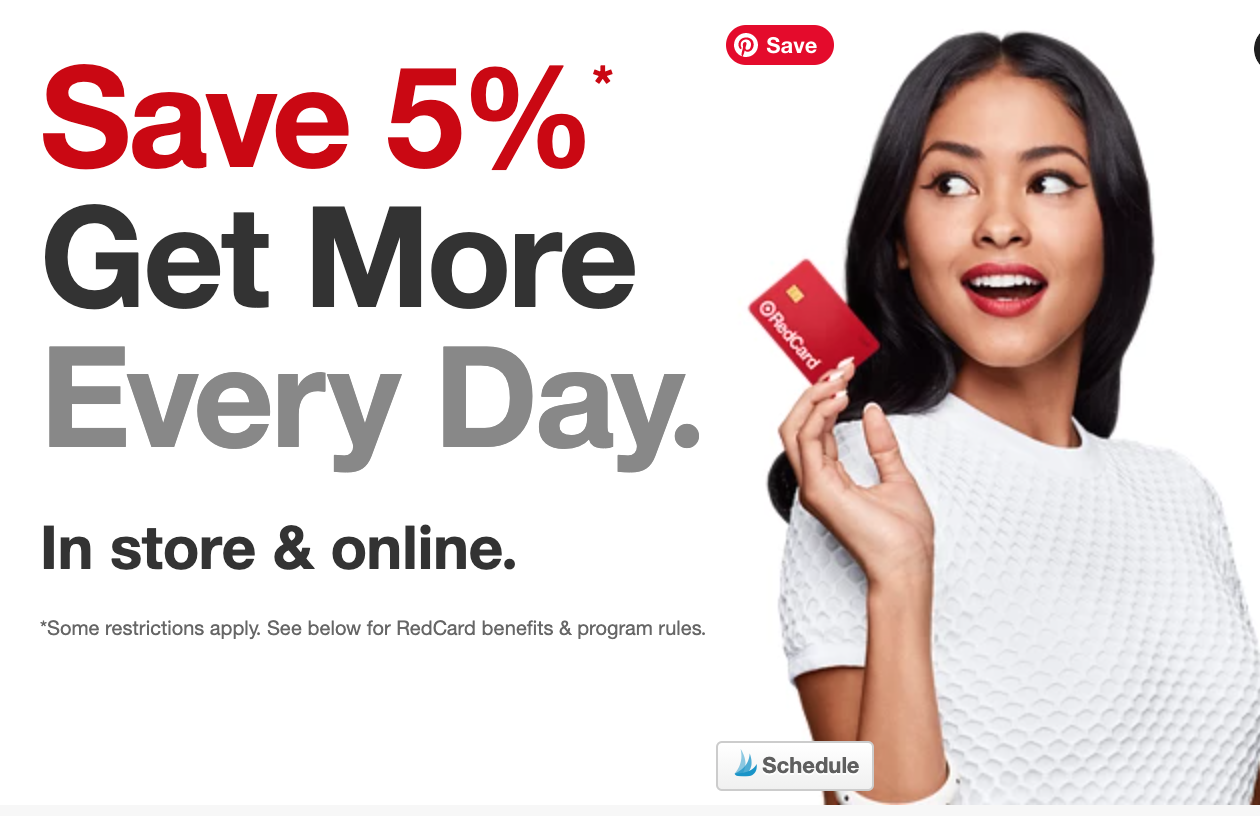 Save 5%*
Get More
Every Day.
In store & online.
*Some restrictions apply. See below for RedCard benefits & program rules.
Save
RedCard
Schedule